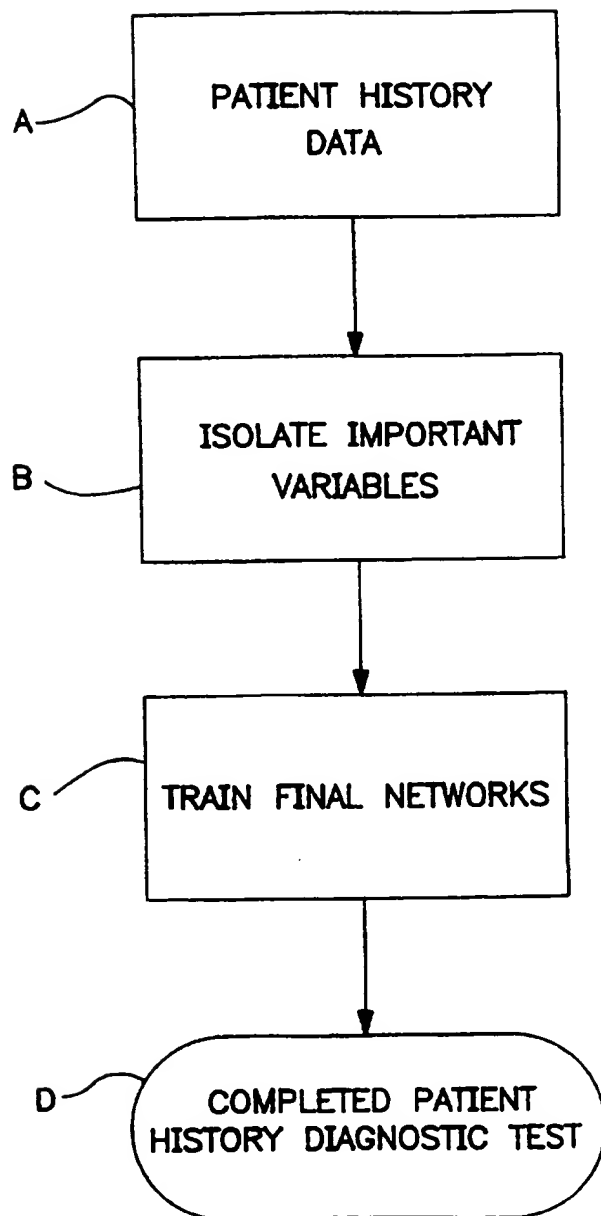 A
PATIENT HISTORY
DATA
B
ISOLATE IMPORTANT
VARIABLES
C
TRAIN FINAL NETWORKS
D
COMPLETED PATIENT
HISTORY DIAGNOSTIC TEST